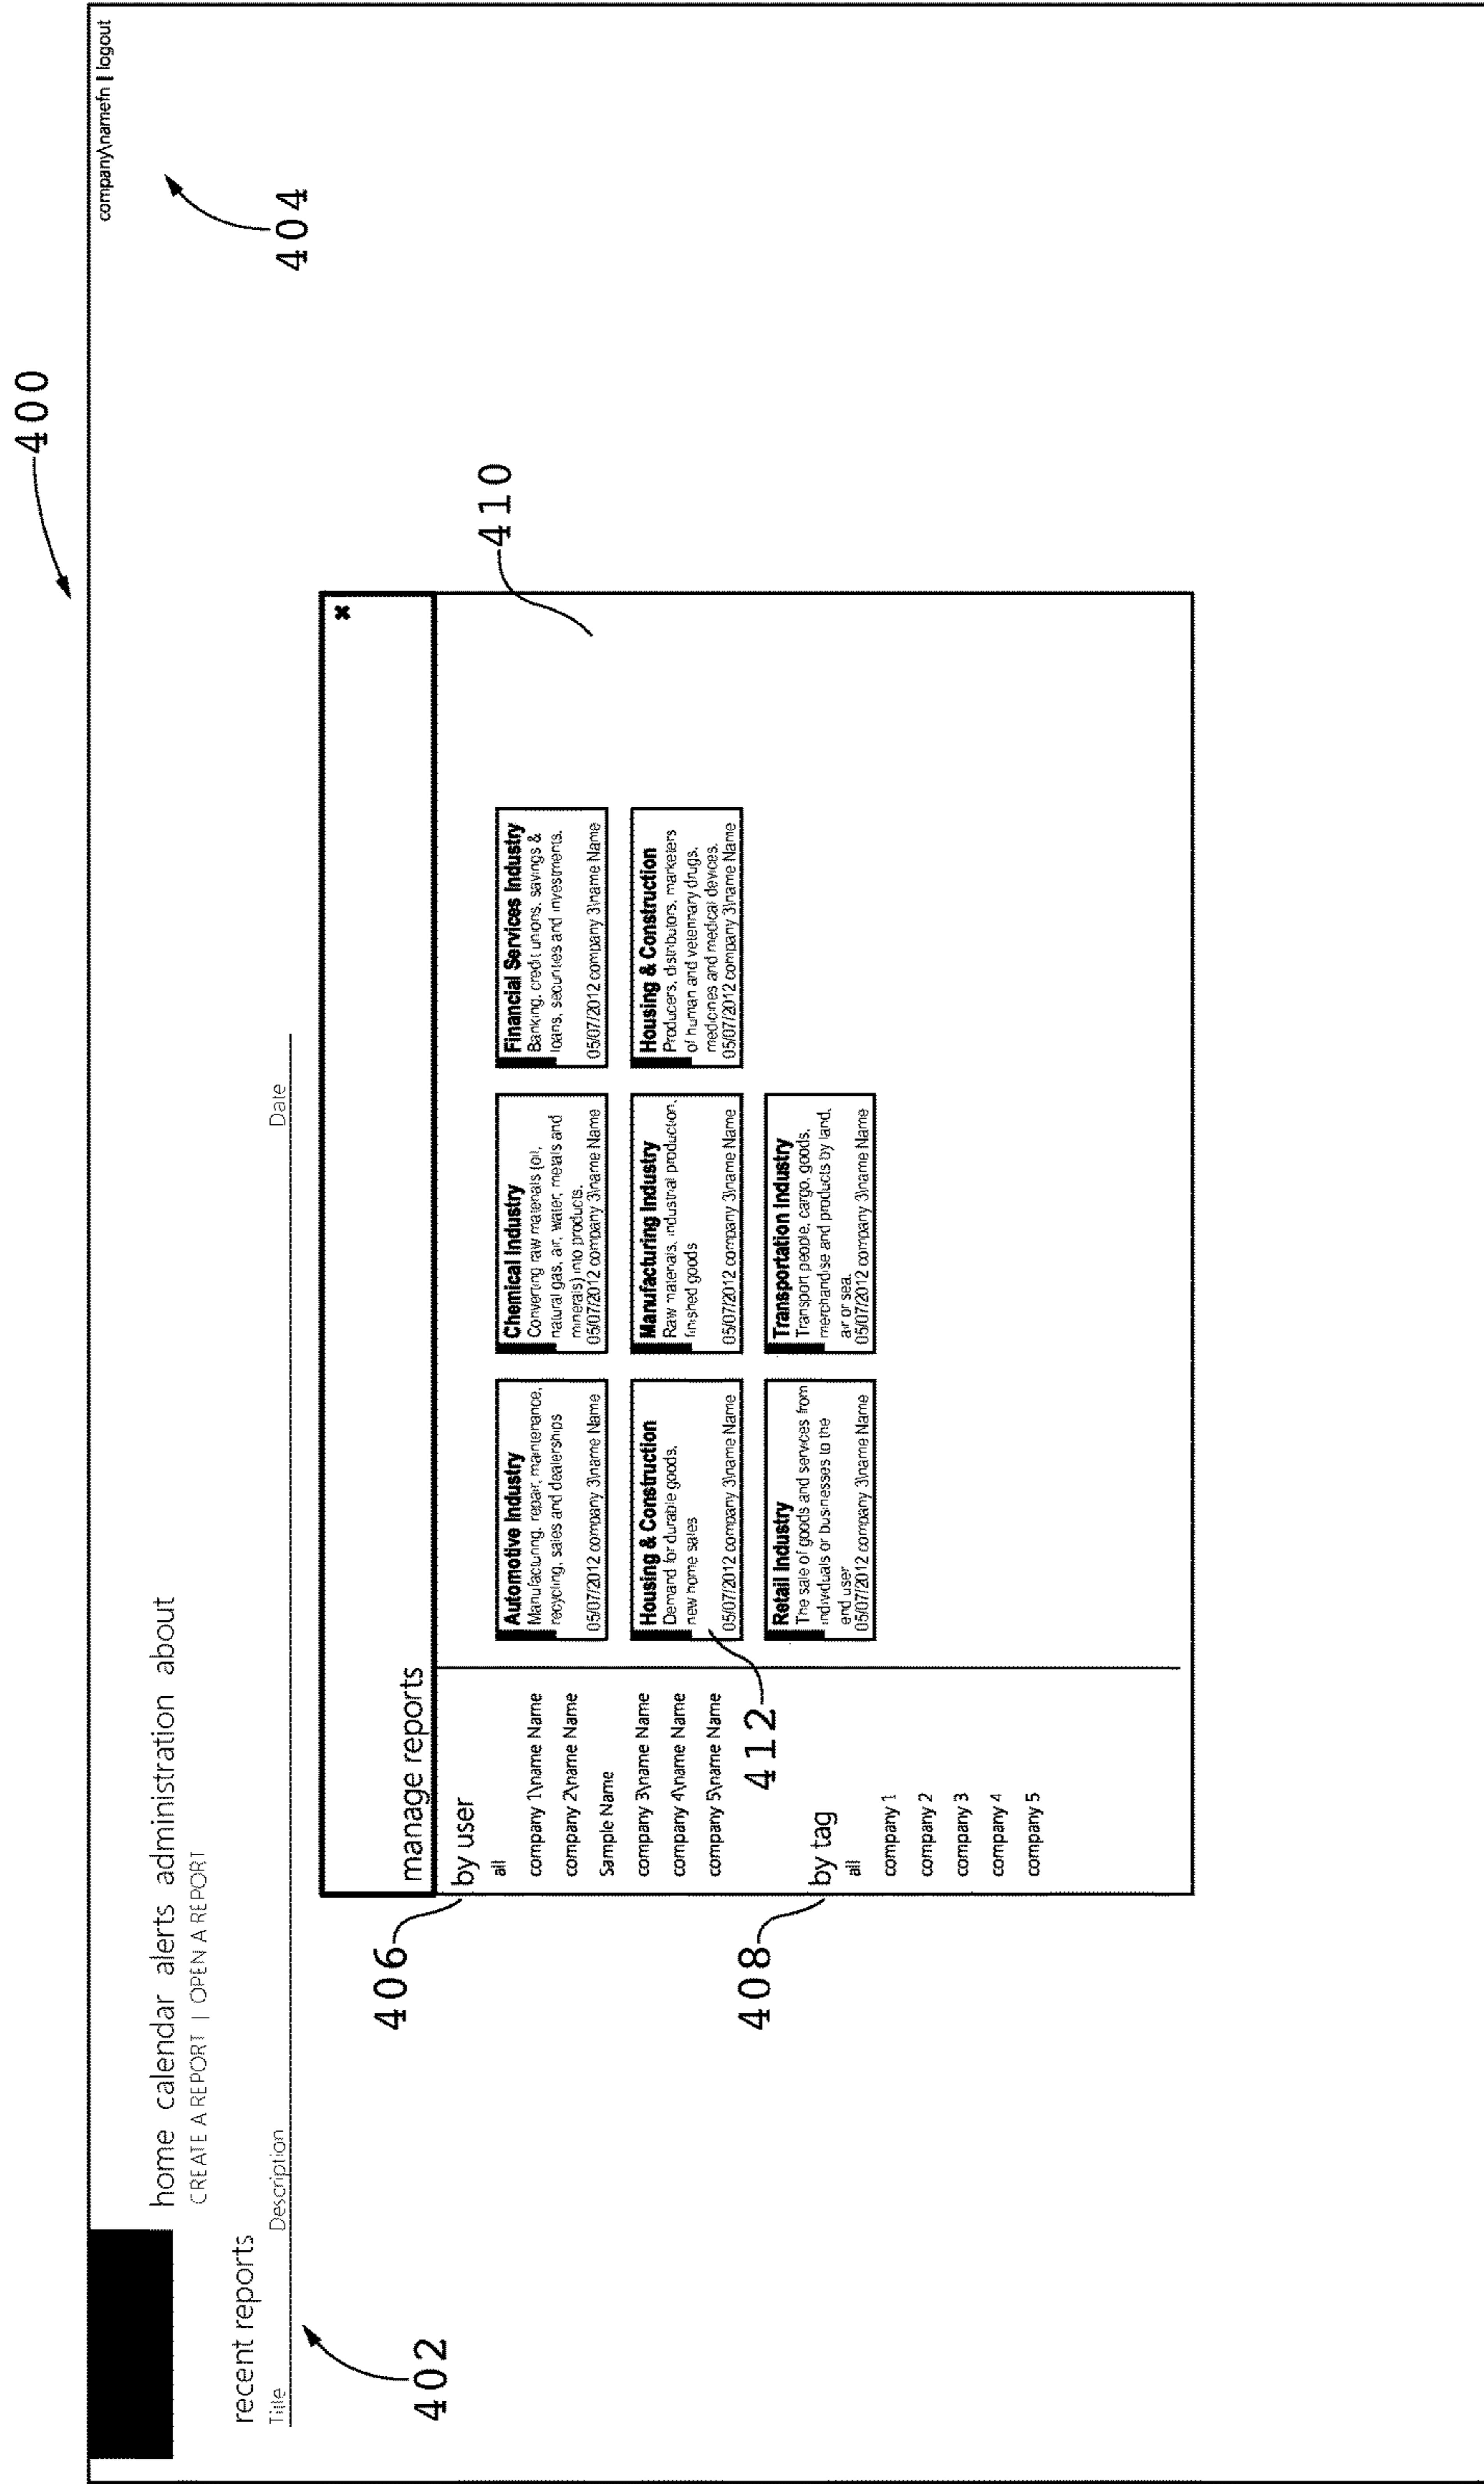 400
company\namefn | logout
404
home calendar alerts administration about
CREATE A REPORT | OPEN A REPORT
recent reports
Title Description Date
402
manage reports
✖
406
by user
all
company 1\name Name
company 2\name Name
Sample Name
company 3\name Name
company 4\name Name
company 5\name Name
408
by tag
all
company 1
company 2
company 3
company 4
company 5
410
Automotive Industry
Manufacturing, repair, maintenance,
recycling, sales and dealerships
05/07/2012 company 3\name Name
Chemical Industry
Converting raw materials (oil,
natural gas, air, water, metals and
minerals) into products.
05/07/2012 company 3\name Name
Financial Services Industry
Banking, credit unions, savings &
loans, securities and investments.
05/07/2012 company 3\name Name
Housing & Construction
Demand for durable goods,
new home sales
05/07/2012 company 3\name Name
412
Manufacturing Industry
Raw materials, industrial production,
finished goods
05/07/2012 company 3\name Name
Housing & Construction
Producers, distributors, marketers
of human and veterinary drugs,
medicines and medical devices.
05/07/2012 company 3\name Name
Retail Industry
The sale of goods and services from
individuals or businesses to the
end user
05/07/2012 company 3\name Name
Transportation Industry
Transport people, cargo, goods,
merchandise and products by land,
air or sea.
05/07/2012 company 3\name Name